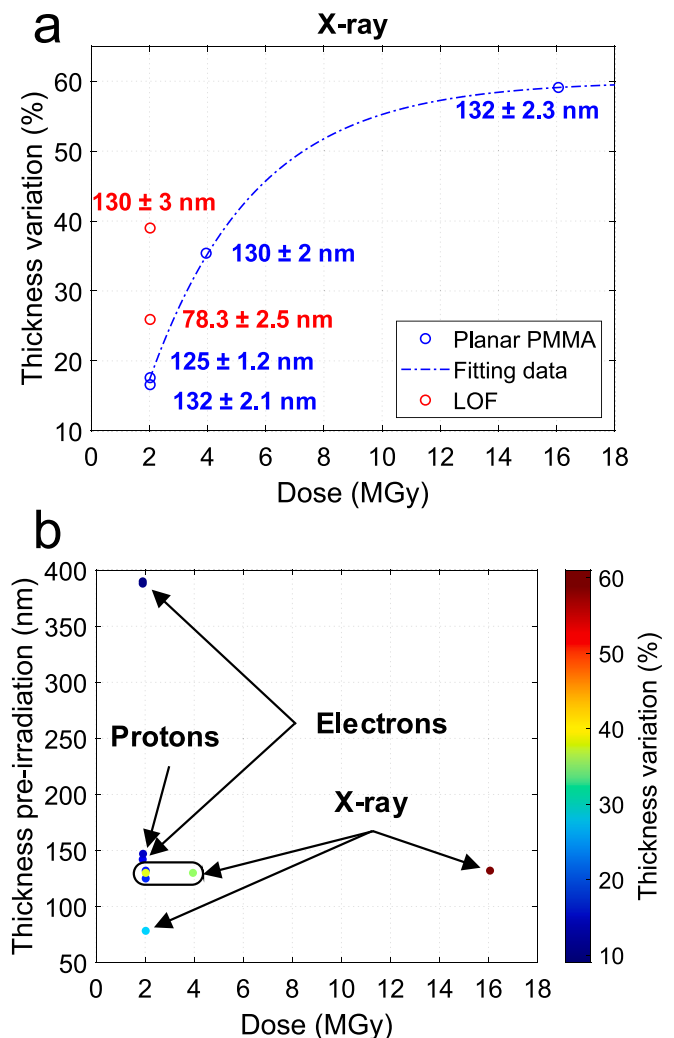 a
X-ray
Thickness variation (%)
60
50
40
30
20
10
132 ± 2.3 nm
130 ± 3 nm
130 ± 2 nm
78.3 ± 2.5 nm
125 ± 1.2 nm
132 ± 2.1 nm
Planar PMMA
Fitting data
LOF
0 2 4 6 8 10 12 14 16 18
Dose (MGy)
b
Thickness pre-irradiation (nm)
400
350
300
250
200
150
100
50
Protons
Electrons
X-ray
0 2 4 6 8 10 12 14 16 18
Dose (MGy)
60
50
40
30
20
10
Thickness variation (%)